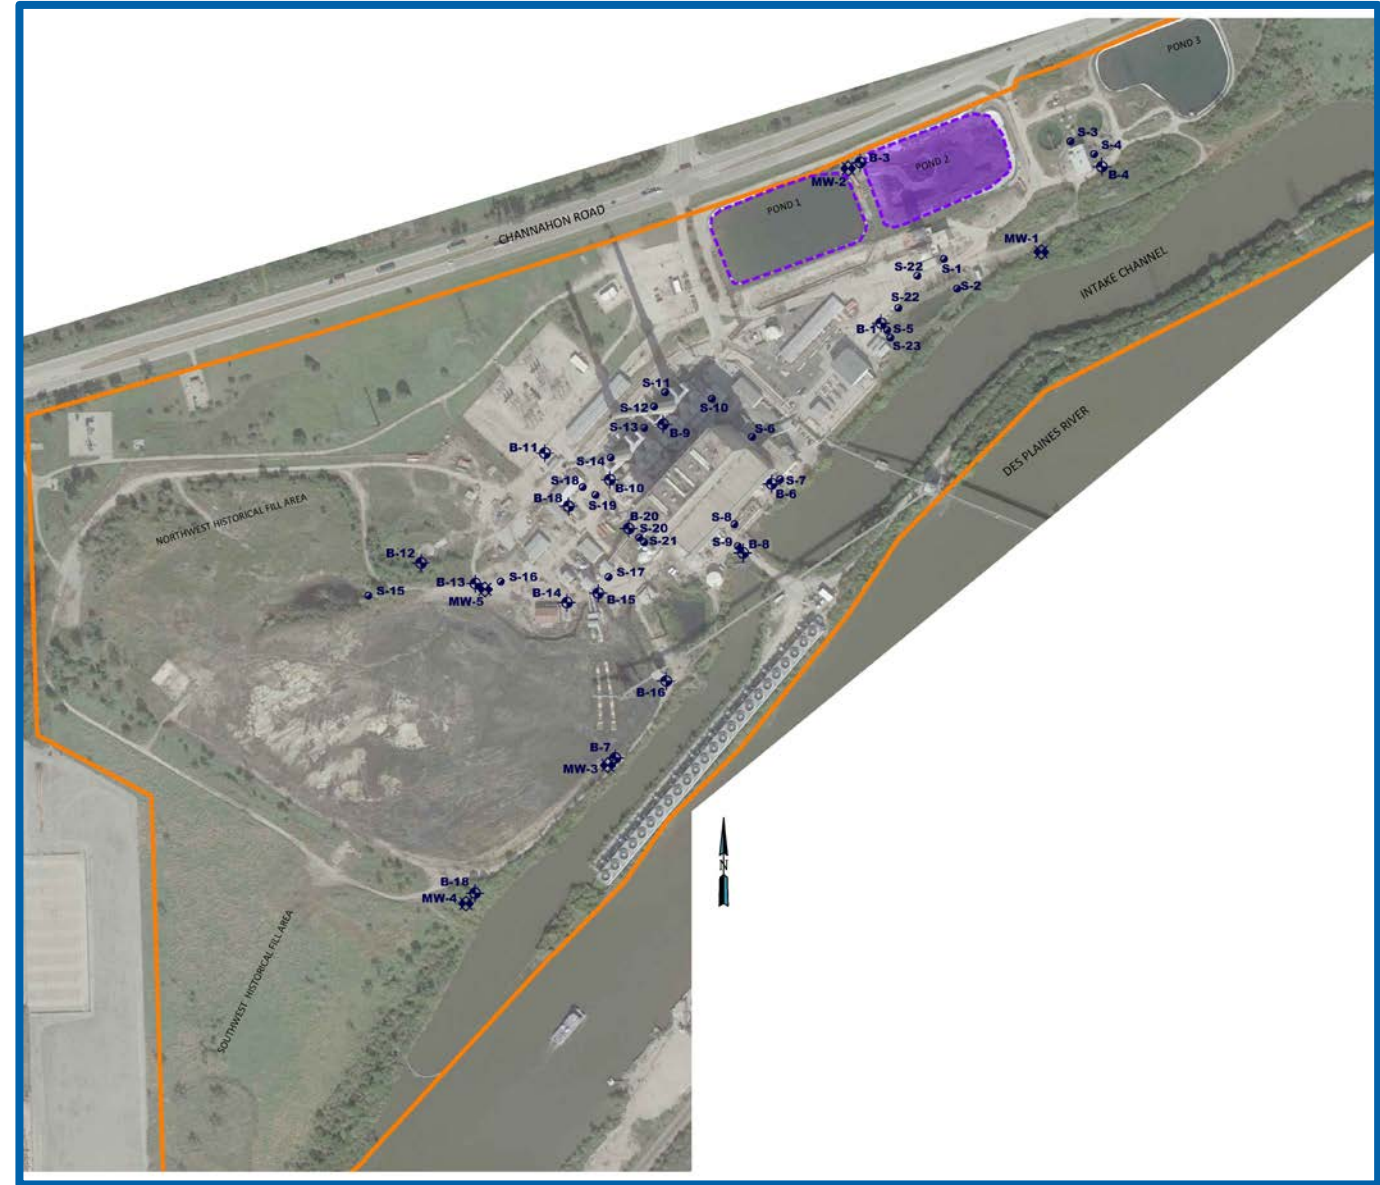 POND 3
S-3
S-4
B-4
B-3
MW-2
POND 2
POND 1
CHANNAHON ROAD
MW-1
S-1
S-22
S-2
INTAKE CHANNEL
S-22
B-1
S-5
S-23
S-11
S-10
S-12
S-13
B-9
S-6
DES PLAINES RIVER
B-11
S-14
S-18
B-10
S-7
B-6
B-18
S-19
NORTHWEST HISTORICAL FILL AREA
B-20
S-20
S-21
S-8
S-9
B-8
B-12
S-15
B-13
S-16
MW-5
S-17
B-14
B-15
B-16
B-7
MW-3
N
B-18
MW-4
SOUTHWEST HISTORICAL FILL AREA